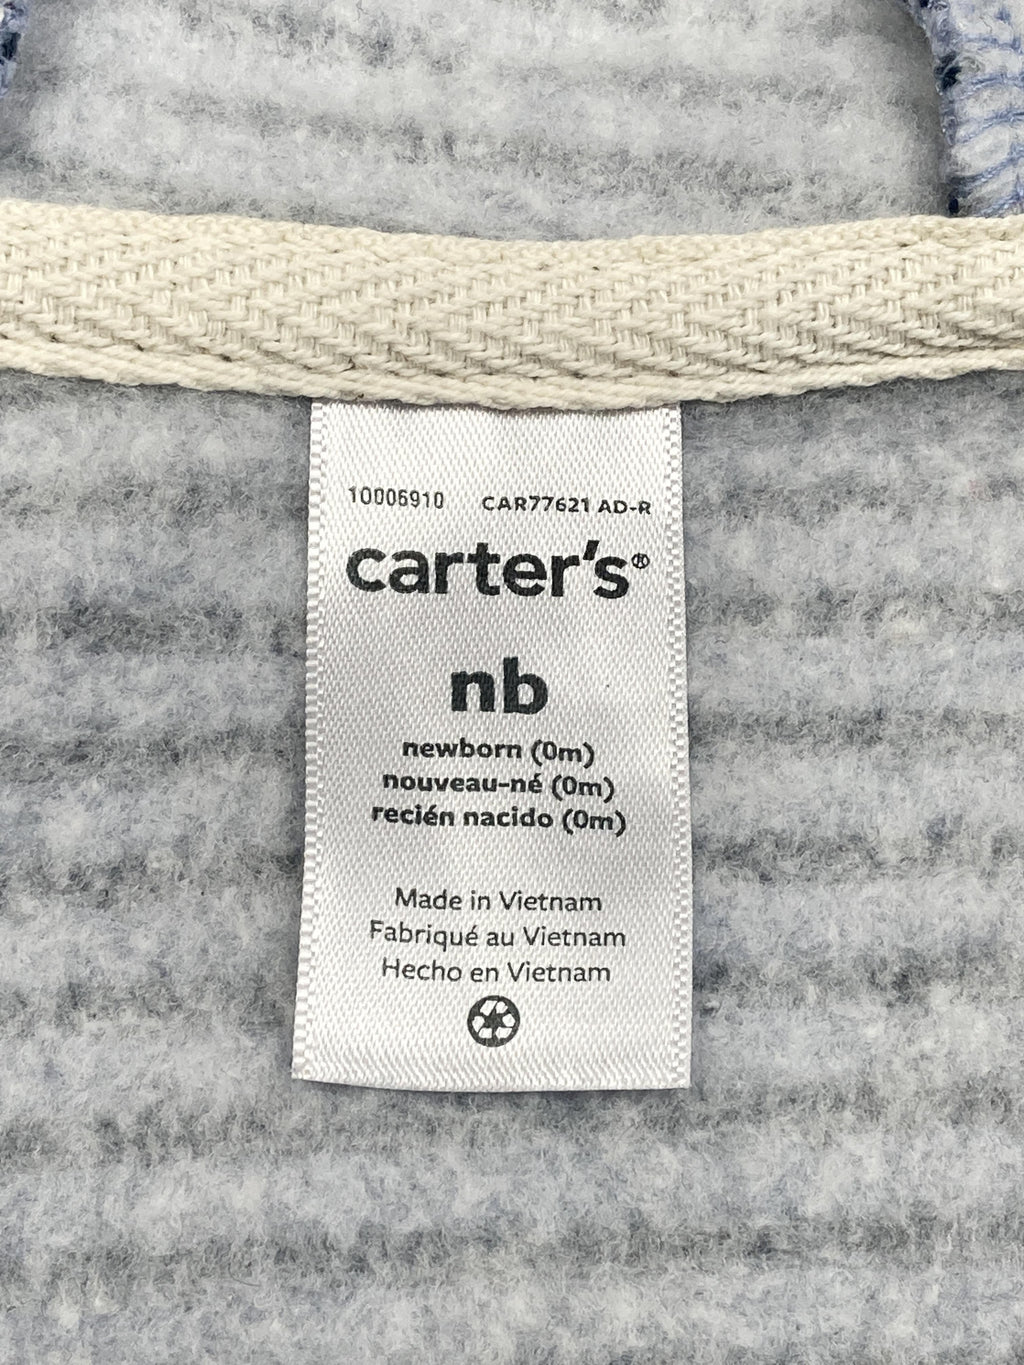 10006910 CAR77621 AD-R
carter's®
nb
newborn (0m)
nouveau-né (0m)
recién nacido (0m)
Made in Vietnam
Fabriqué au Vietnam
Hecho en Vietnam